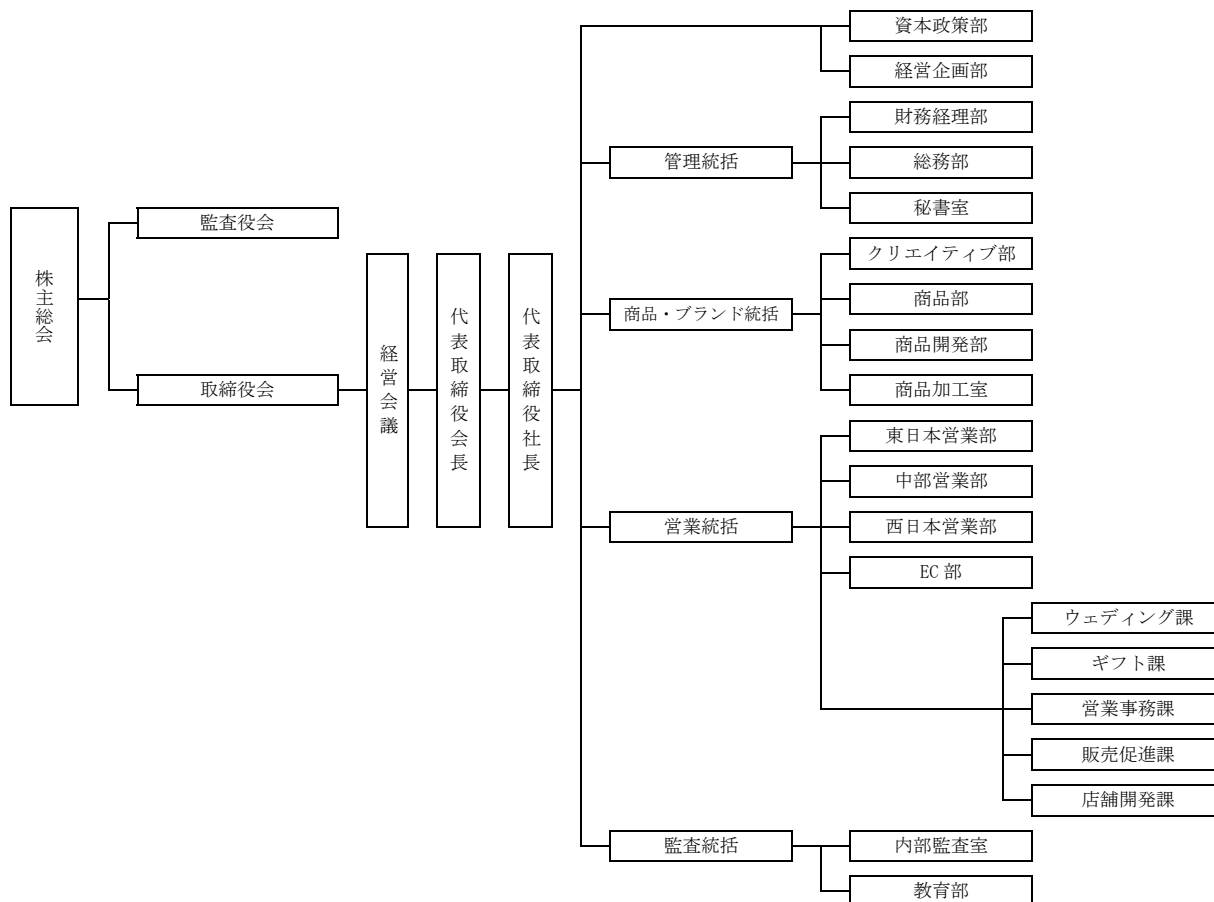 株主総会
監査役会
取締役会
経営会議
代表取締役会長
代表取締役社長
資本政策部
経営企画部
管理統括
財務経理部
総務部
秘書室
商品・ブランド統括
クリエイティブ部
商品部
商品開発部
商品加工室
営業統括
東日本営業部
中部営業部
西日本営業部
EC 部
ウェディング課
ギフト課
営業事務課
販売促進課
店舗開発課
監査統括
内部監査室
教育部